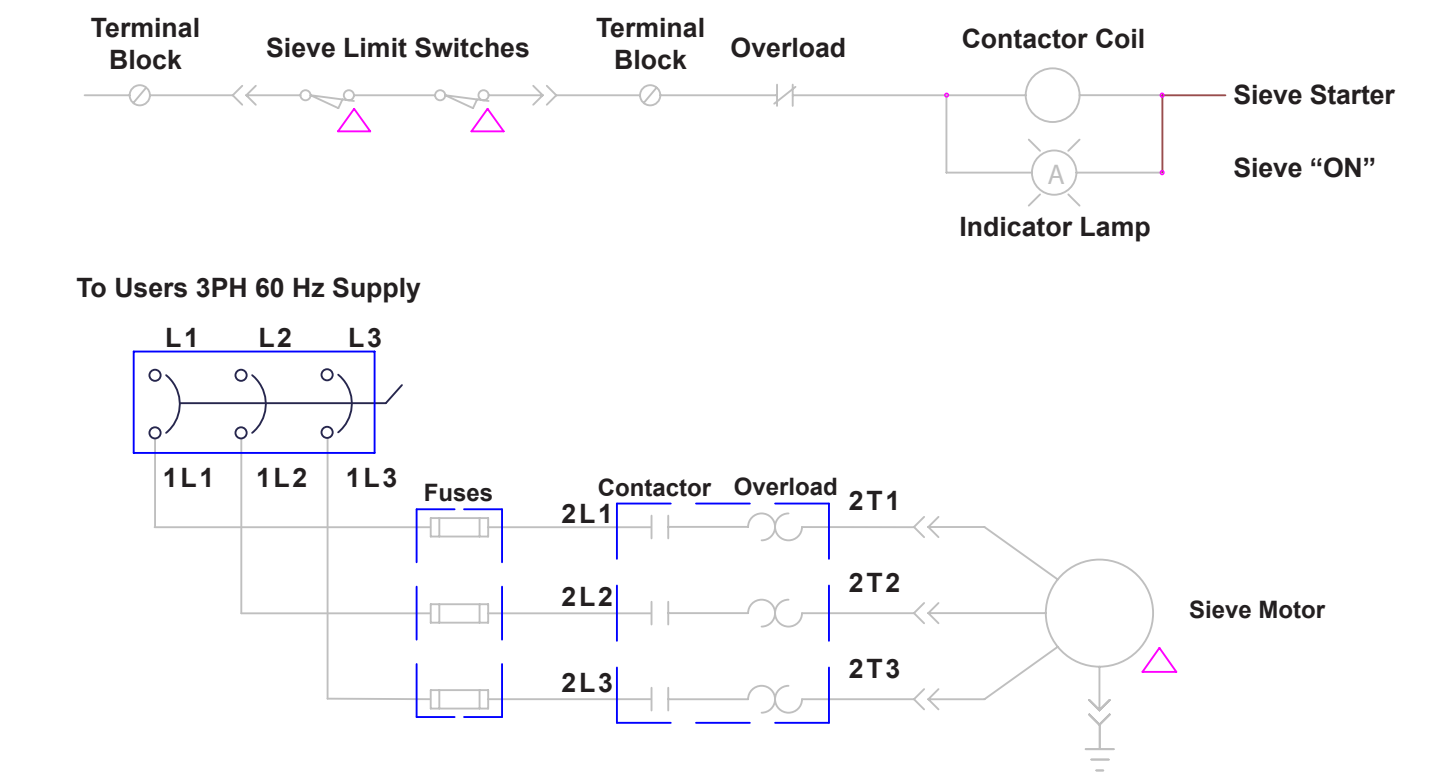 Terminal
Block
Sieve Limit Switches
Terminal
Block
Overload
Contactor Coil
Sieve Starter
A
Sieve “ON”
Indicator Lamp
To Users 3PH 60 Hz Supply
L1 L2 L3
1L1 1L2 1L3
Fuses
Contactor
Overload
2L1
2T1
2L2
2T2
Sieve Motor
2L3
2T3